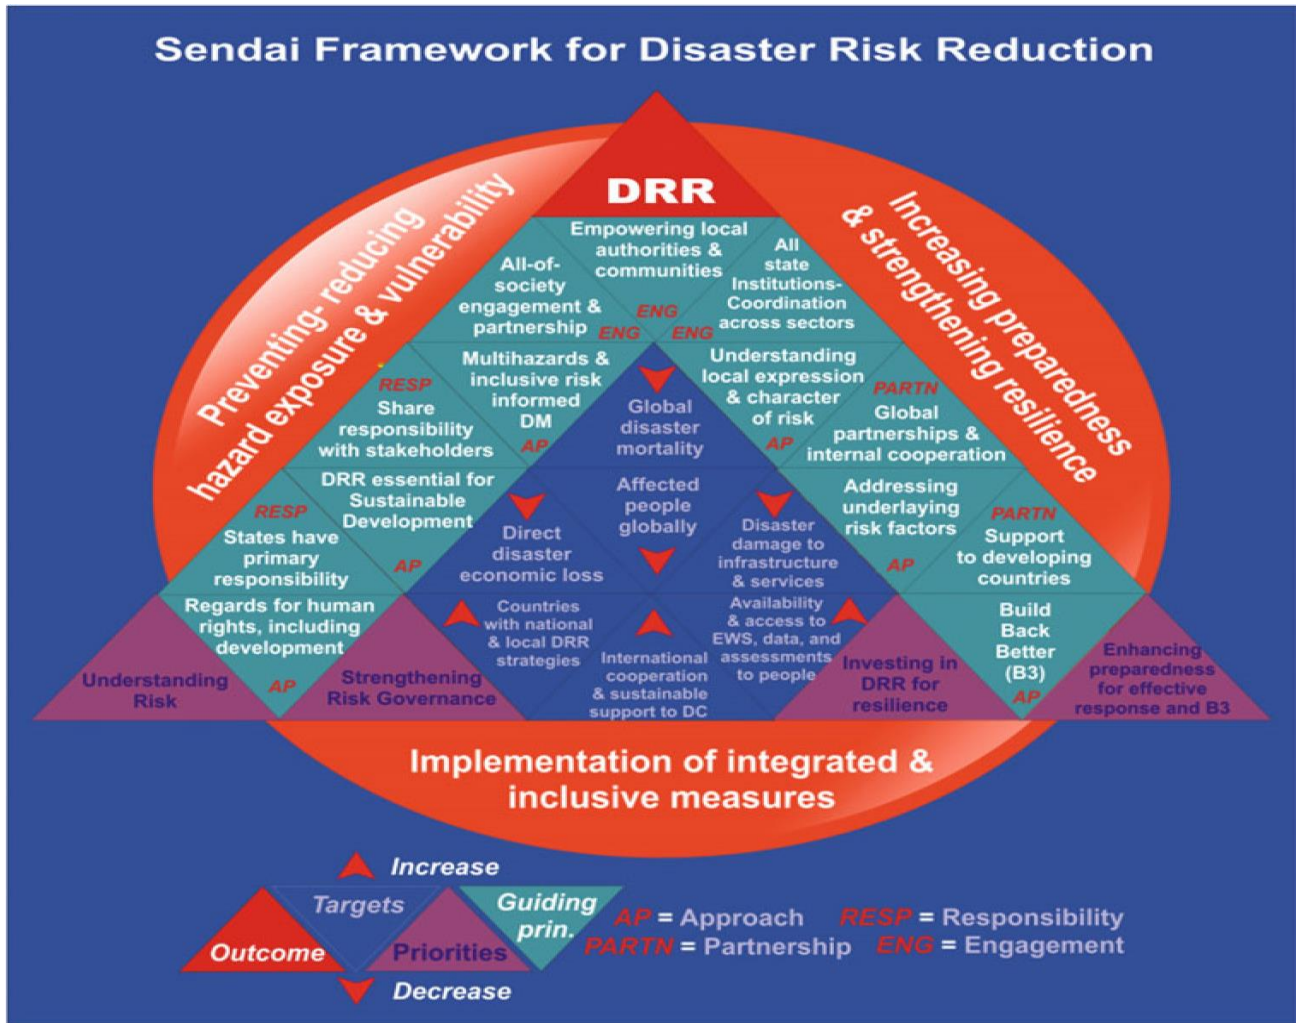 Sendai Framework for Disaster Risk Reduction
Preventing- reducing
hazard exposure & vulnerability
Increasing preparedness
& strengthening resilience
DRR
Empowering local
authorities &
communities
ENG
All-of-
society
engagement &
partnership
ENG
All
state
Institutions-
Coordination
across sectors
ENG
RESP
Share
responsibility
with stakeholders
Multihazards &
inclusive risk
informed
DM
AP
Global
disaster
mortality
Understanding
local expression
& character
of risk
AP
PARTN
Global
partnerships &
internal cooperation
RESP
States have
primary
responsibility
DRR essential for
Sustainable
Development
AP
Direct
disaster
economic loss
Affected
people
globally
Disaster
damage to
infrastructure
& services
Addressing
underlaying
risk factors
AP
PARTN
Support
to developing
countries
Understanding
Risk
Regards for human
rights, including
development
AP
Strengthening
Risk Governance
Countries
with national
& local DRR
strategies
International
cooperation
& sustainable
support to DC
Availability
& access to
EWS, data, and
assessments
to people
Investing in
DRR for
resilience
Build
Back
Better
(B3)
AP
Enhancing
preparedness
for effective
response and B3
Implementation of integrated &
inclusive measures
Increase
Targets
Guiding
prin.
Outcome
Priorities
Decrease
AP = Approach RESP = Responsibility
PARTN = Partnership ENG = Engagement